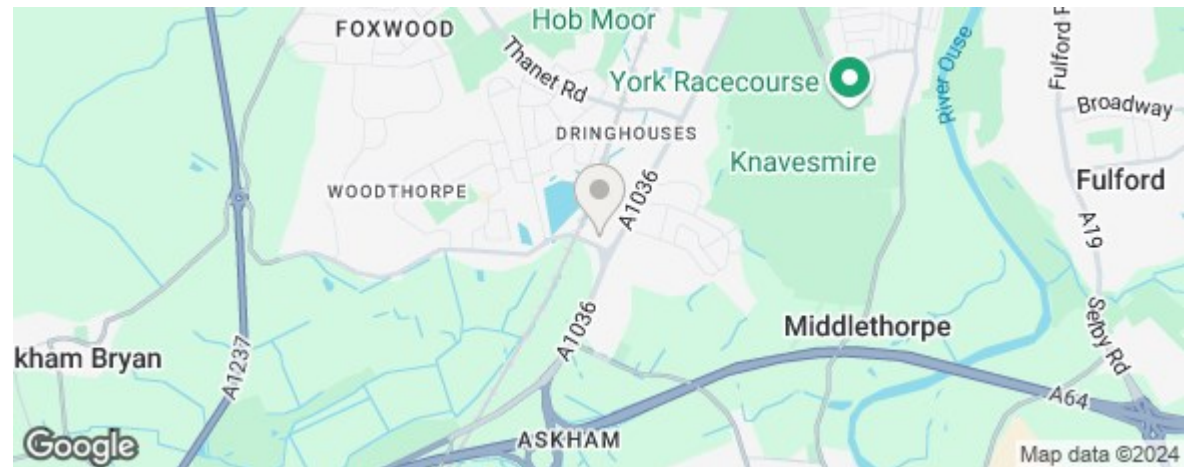 FOXWOOD
Hob Moor
Thanet Rd
York Racecourse
River Ouse
Fulford
Broadway
DRINGHOUSES
Knavesmire
WOODTHORPE
A1036
Fulford
A19
Selby Rd
A1036
Middlethorpe
kham Bryan
A1237
A64
ASKHAM
Google
Map data ©2024